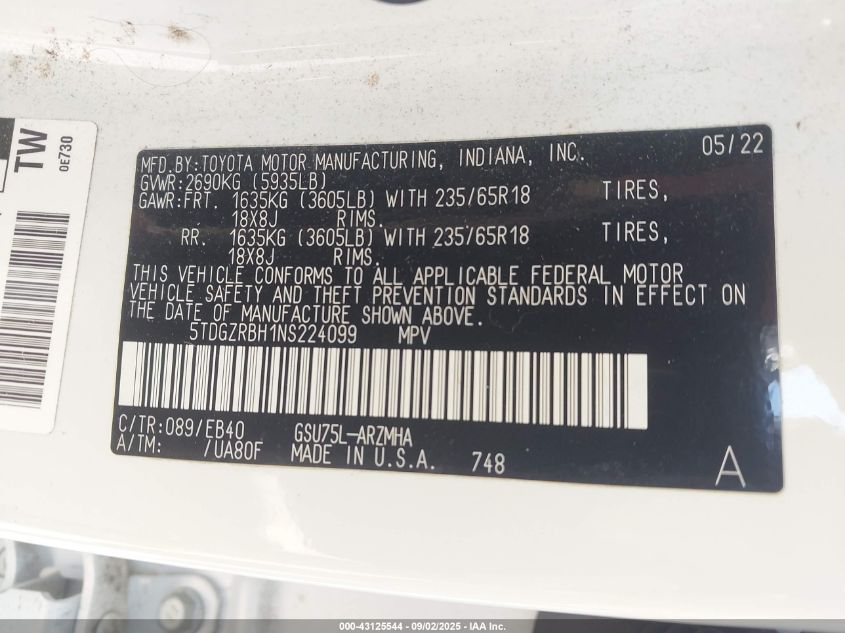 TW
0E730
MFD.BY:TOYOTA MOTOR MANUFACTURING, INDIANA, INC. 05/22
GVWR:2690KG (5935LB)
GAWR:FRT. 1635KG (3605LB) WITH 235/65R18 TIRES,
18X8J RIMS.
RR. 1635KG (3605LB) WITH 235/65R18 TIRES,
18X8J RIMS.
THIS VEHICLE CONFORMS TO ALL APPLICABLE FEDERAL MOTOR
VEHICLE SAFETY AND THEFT PREVENTION STANDARDS IN EFFECT ON
THE DATE OF MANUFACTURE SHOWN ABOVE.
5TDGZRBH1NS224099 MPV
C/TR:089/EB40 GSU75L-ARZMHA
A/TM: /UA80F MADE IN U.S.A. 748
A
000-43125544 - 09/02/2025 - IAA Inc.